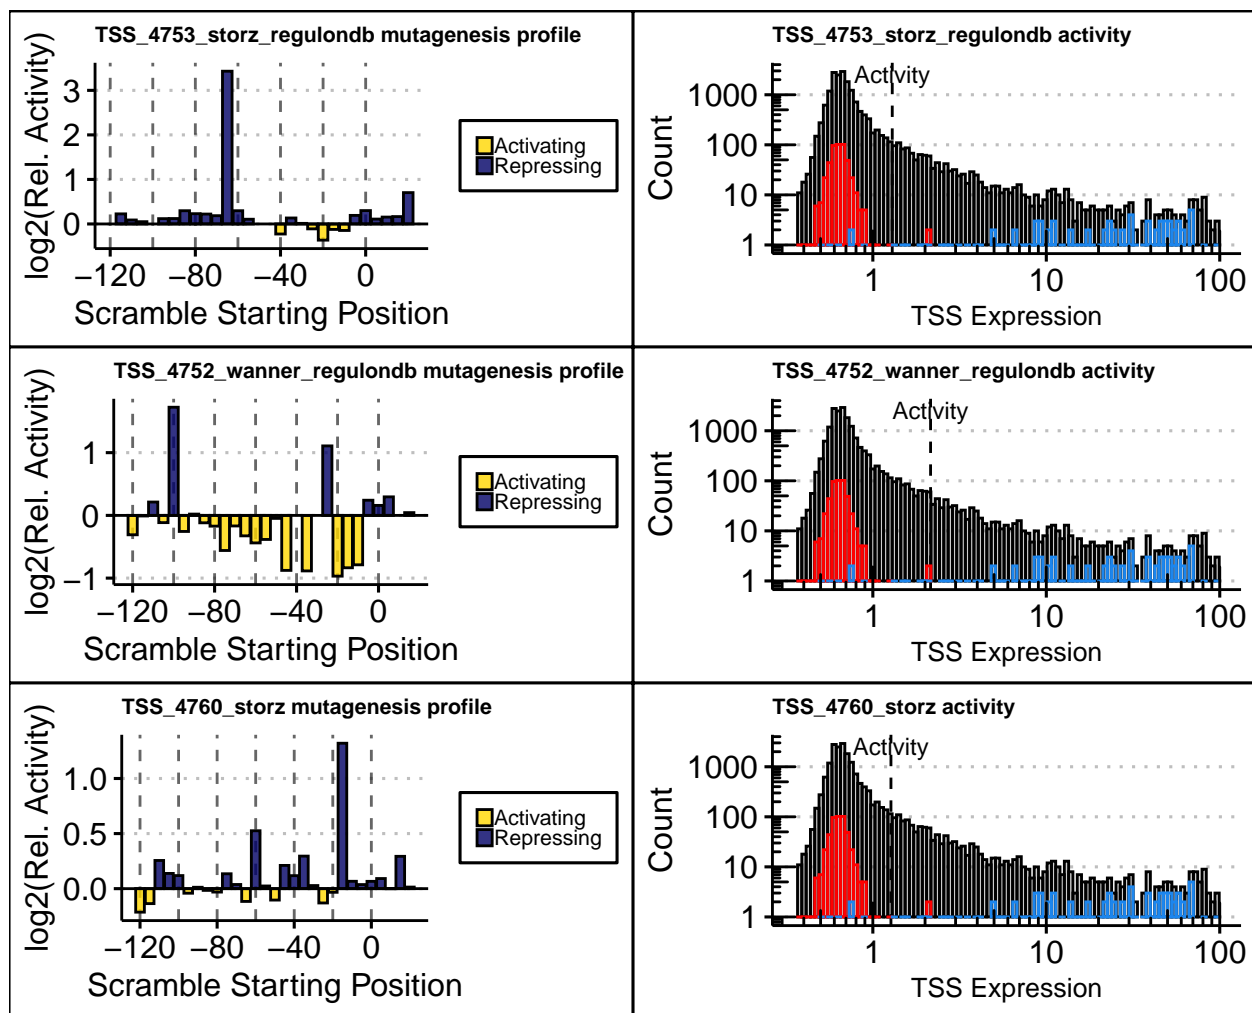 TSS_4753_storz_regulondb mutagenesis profile
log2(Rel. Activity)
3
2
1
0
−120 −80 −40 0
Scramble Starting Position
Activating
Repressing
TSS_4753_storz_regulondb activity
Activity
Count
1000
100
10
1
1 10 100
TSS Expression
TSS_4752_wanner_regulondb mutagenesis profile
log2(Rel. Activity)
1
0
−1
−120 −80 −40 0
Scramble Starting Position
Activating
Repressing
TSS_4752_wanner_regulondb activity
Activity
Count
1000
100
10
1
1 10 100
TSS Expression
TSS_4760_storz mutagenesis profile
log2(Rel. Activity)
1.0
0.5
0.0
−120 −80 −40 0
Scramble Starting Position
Activating
Repressing
TSS_4760_storz activity
Activity
Count
1000
100
10
1
1 10 100
TSS Expression